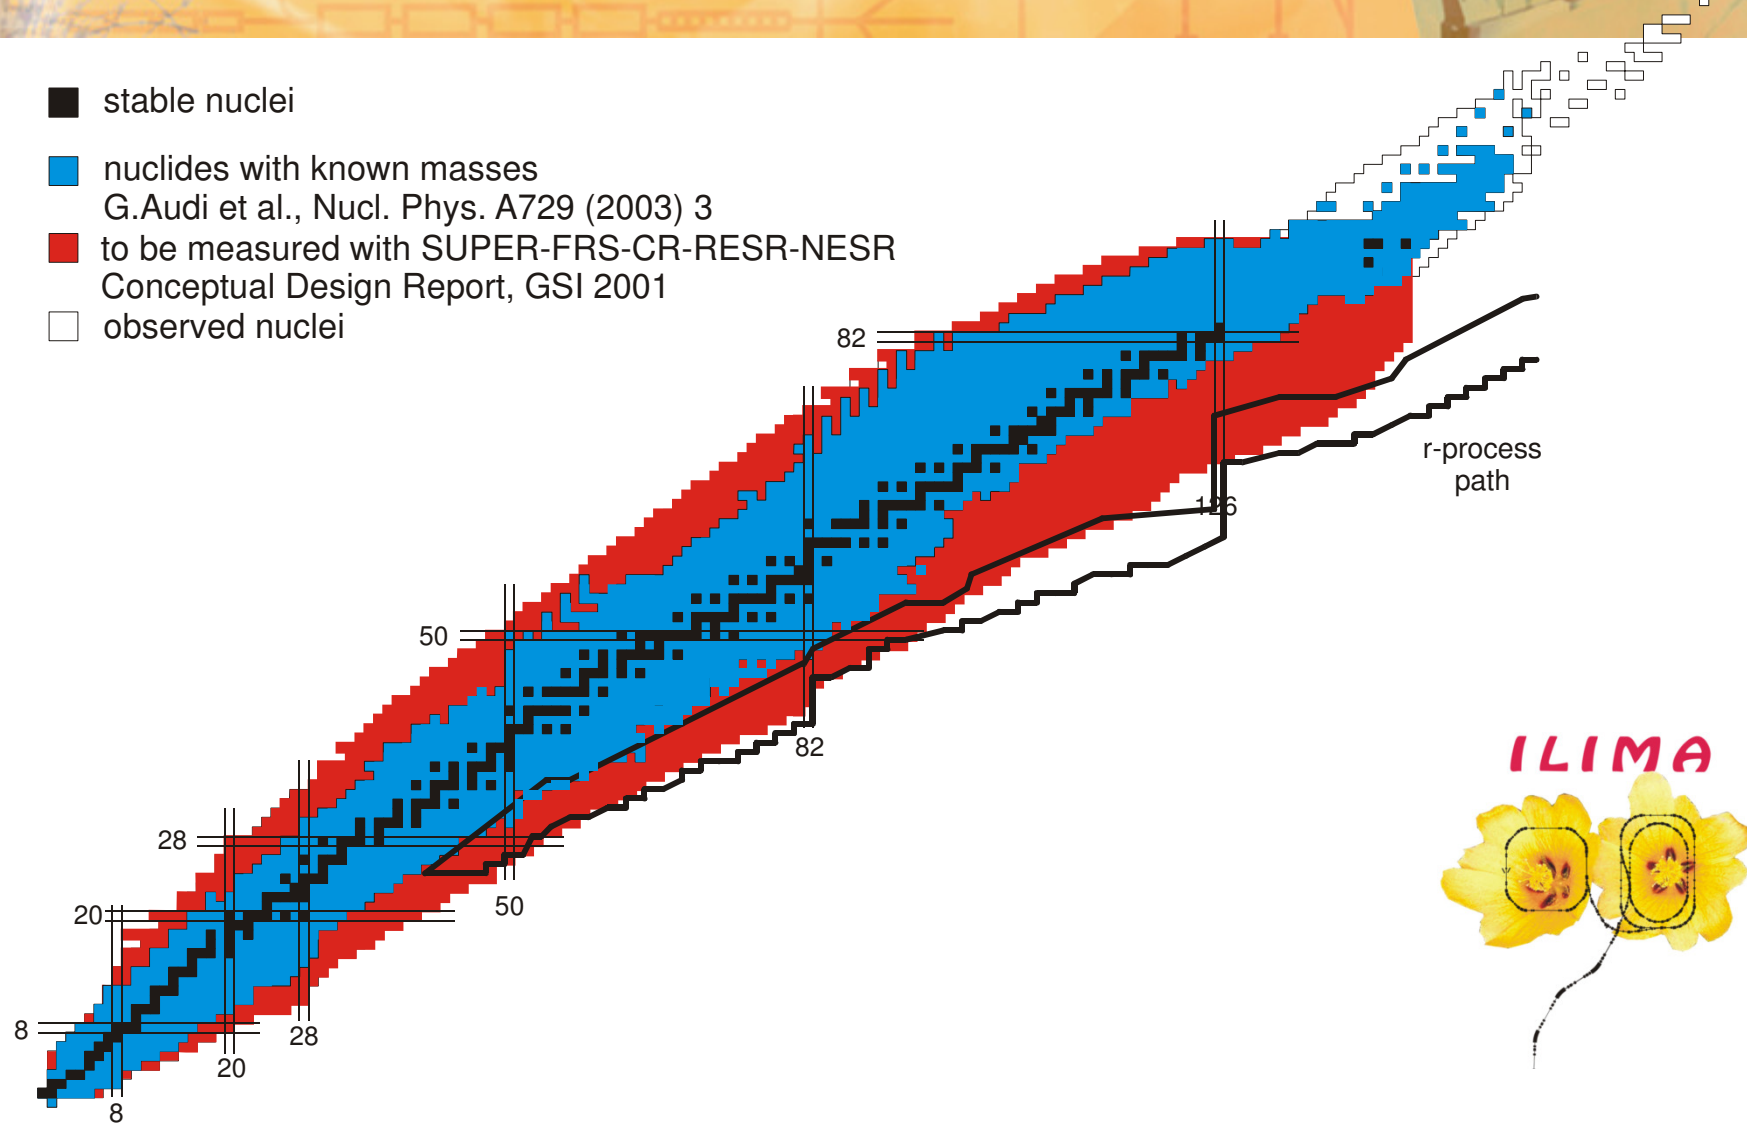 stable nuclei
nuclides with known masses
G.Audi et al., Nucl. Phys. A729 (2003) 3
to be measured with SUPER-FRS-CR-RESR-NESR
Conceptual Design Report, GSI 2001
observed nuclei
82
r-process
path
126
50
82
28
50
20
8
28
20
8
ILIMA